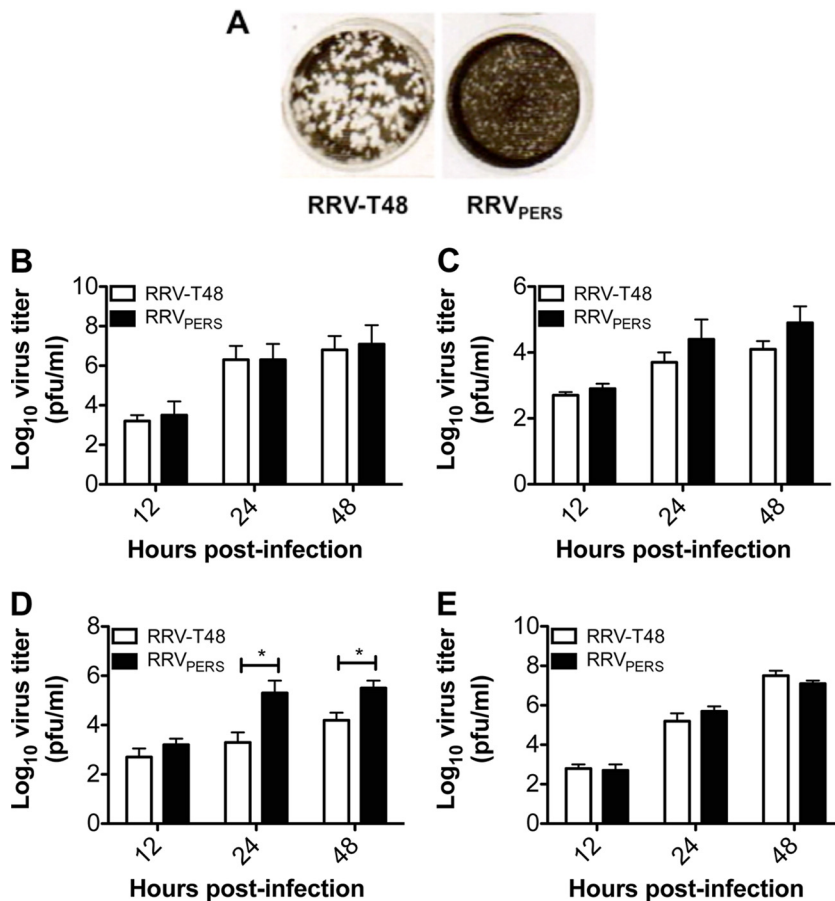 A
RRV-T48 RRVPERS
B
Log10 virus titer
(pfu/ml)
10
8
6
4
2
0
RRV-T48
RRVPERS
12 24 48
Hours post-infection
C
Log10 virus titer
(pfu/ml)
6
4
2
0
RRV-T48
RRVPERS
12 24 48
Hours post-infection
D
Log10 virus titer
(pfu/ml)
8
6
4
2
0
RRV-T48
RRVPERS
* *
12 24 48
Hours post-infection
E
Log10 virus titer
(pfu/ml)
10
8
6
4
2
0
RRV-T48
RRVPERS
12 24 48
Hours post-infection